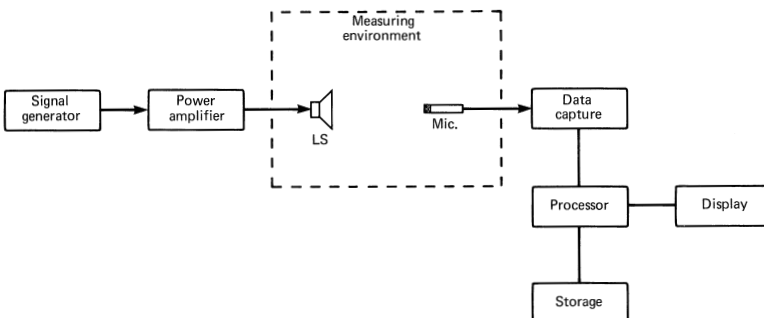 Measuring
environment
Signal
generator
Power
amplifier
LS
Mic.
Data
capture
Processor
Display
Storage